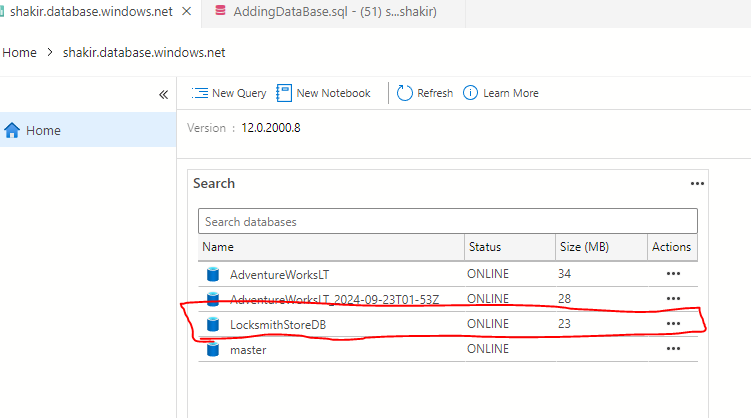 shakir.database.windows.net
AddingDataBase.sql - (51) s...shakir)
Home
shakir.database.windows.net
New Query
New Notebook
Refresh
Learn More
Home
Version : 12.0.2000.8
Search
Search databases
Name Status Size (MB) Actions
AdventureWorksLT ONLINE 34
AdventureWorksLT_2024-09-23T01-53Z ONLINE 28
LocksmithStoreDB ONLINE 23
master ONLINE